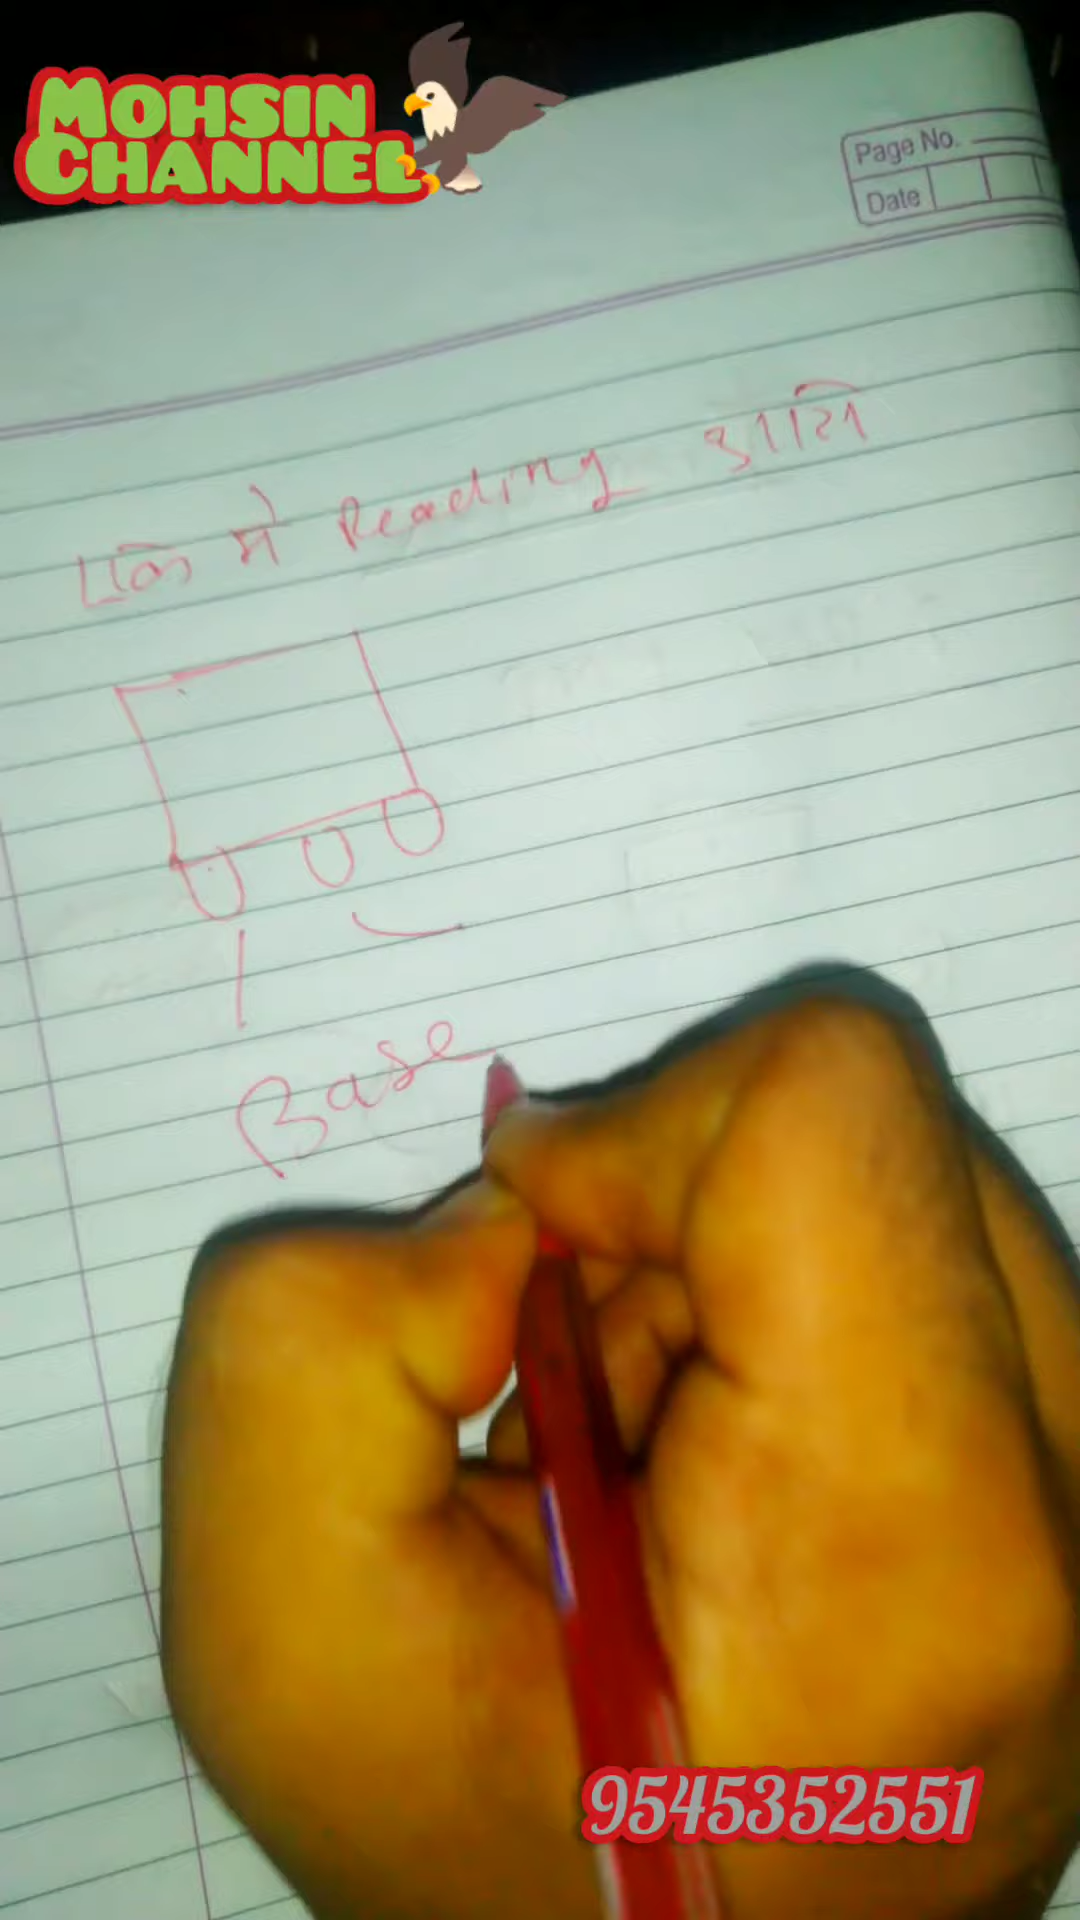 MOHSIN
CHANNEL
Page No.
Date
में Reading
Base
9545352551